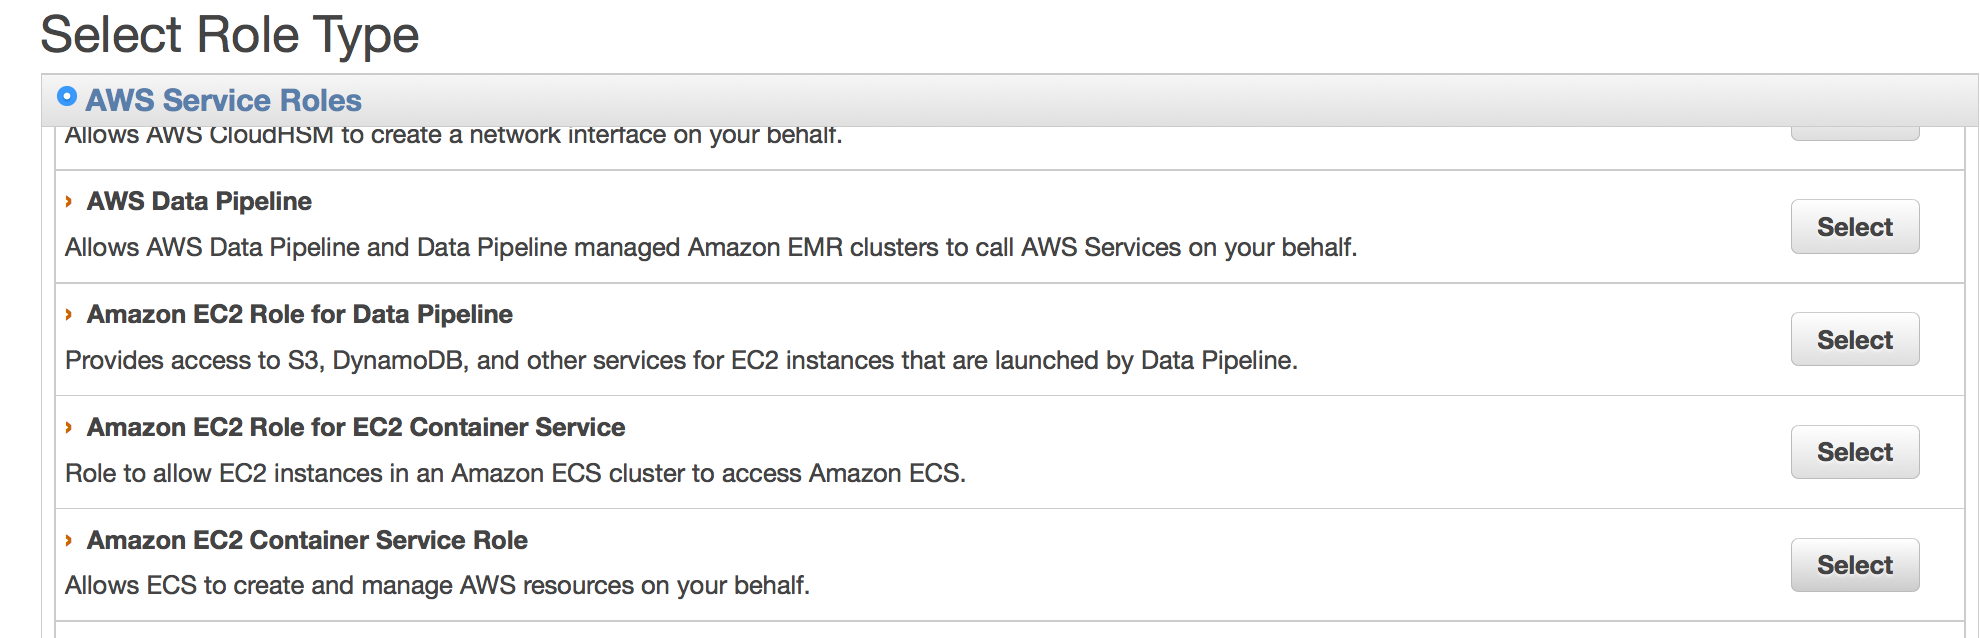 Select Role Type
AWS Service Roles
Allows AWS CloudHSM to create a network interface on your behalf.
› AWS Data Pipeline
Allows AWS Data Pipeline and Data Pipeline managed Amazon EMR clusters to call AWS Services on your behalf.
Select
› Amazon EC2 Role for Data Pipeline
Provides access to S3, DynamoDB, and other services for EC2 instances that are launched by Data Pipeline.
Select
› Amazon EC2 Role for EC2 Container Service
Role to allow EC2 instances in an Amazon ECS cluster to access Amazon ECS.
Select
› Amazon EC2 Container Service Role
Allows ECS to create and manage AWS resources on your behalf.
Select